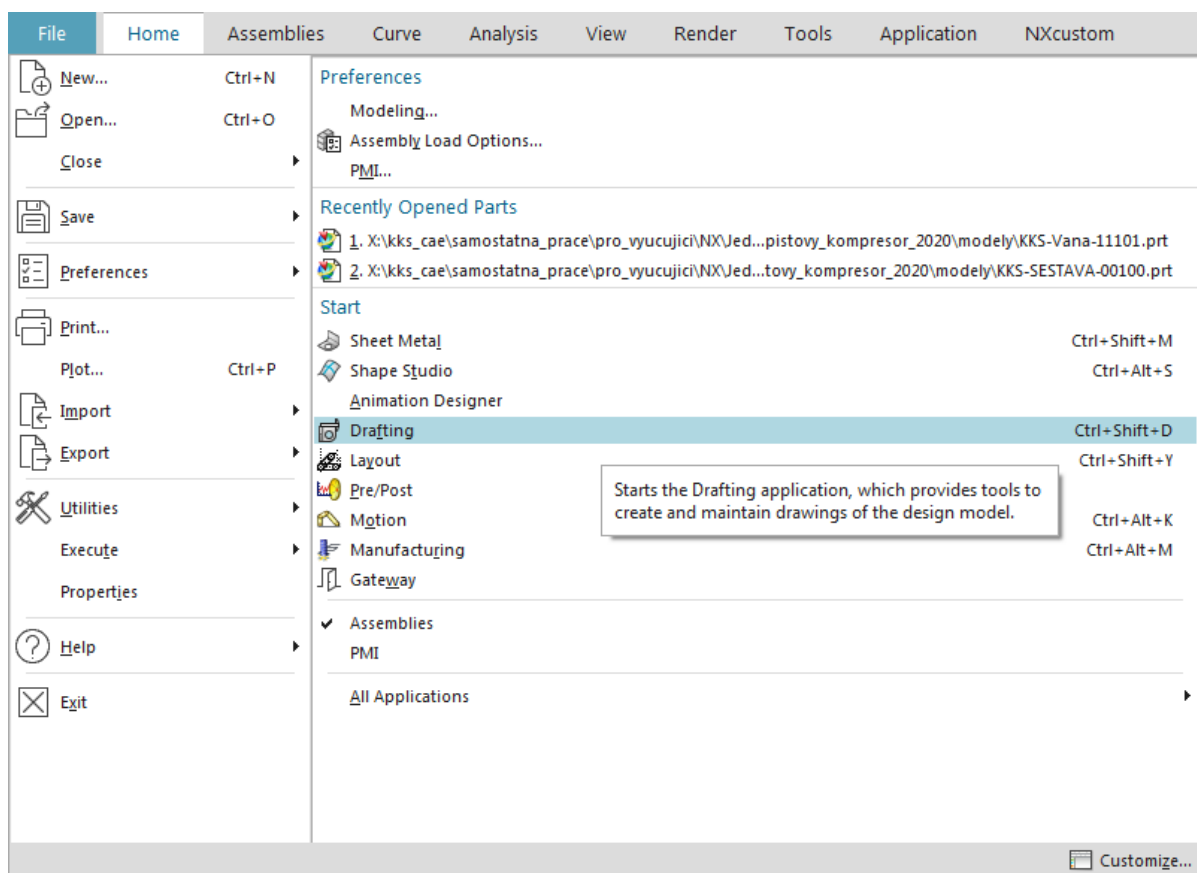 File Home Assemblies Curve Analysis View Render Tools Application NXcustom
New... Ctrl+N
Open... Ctrl+O
Close
Save
Preferences
Print...
Plot... Ctrl+P
Import
Export
Utilities
Execute
Properties
Help
Exit
Preferences
Modeling...
Assembly Load Options...
PMI...
Recently Opened Parts
1. X:\kks_cae\samostatna_prace\pro_vyucujici\NX\Jed...pistovy_kompresor_2020\modely\KKS-Vana-11101.prt
2. X:\kks_cae\samostatna_prace\pro_vyucujici\NX\Jed...tovy_kompresor_2020\modely\KKS-SESTAVA-00100.prt
Start
Sheet Metal Ctrl+Shift+M
Shape Studio Ctrl+Alt+S
Animation Designer
Drafting Ctrl+Shift+D
Layout Ctrl+Shift+Y
Pre/Post
Motion Ctrl+Alt+K
Manufacturing Ctrl+Alt+M
Gateway
Starts the Drafting application, which provides tools to
create and maintain drawings of the design model.
Assemblies
PMI
All Applications
Customize...